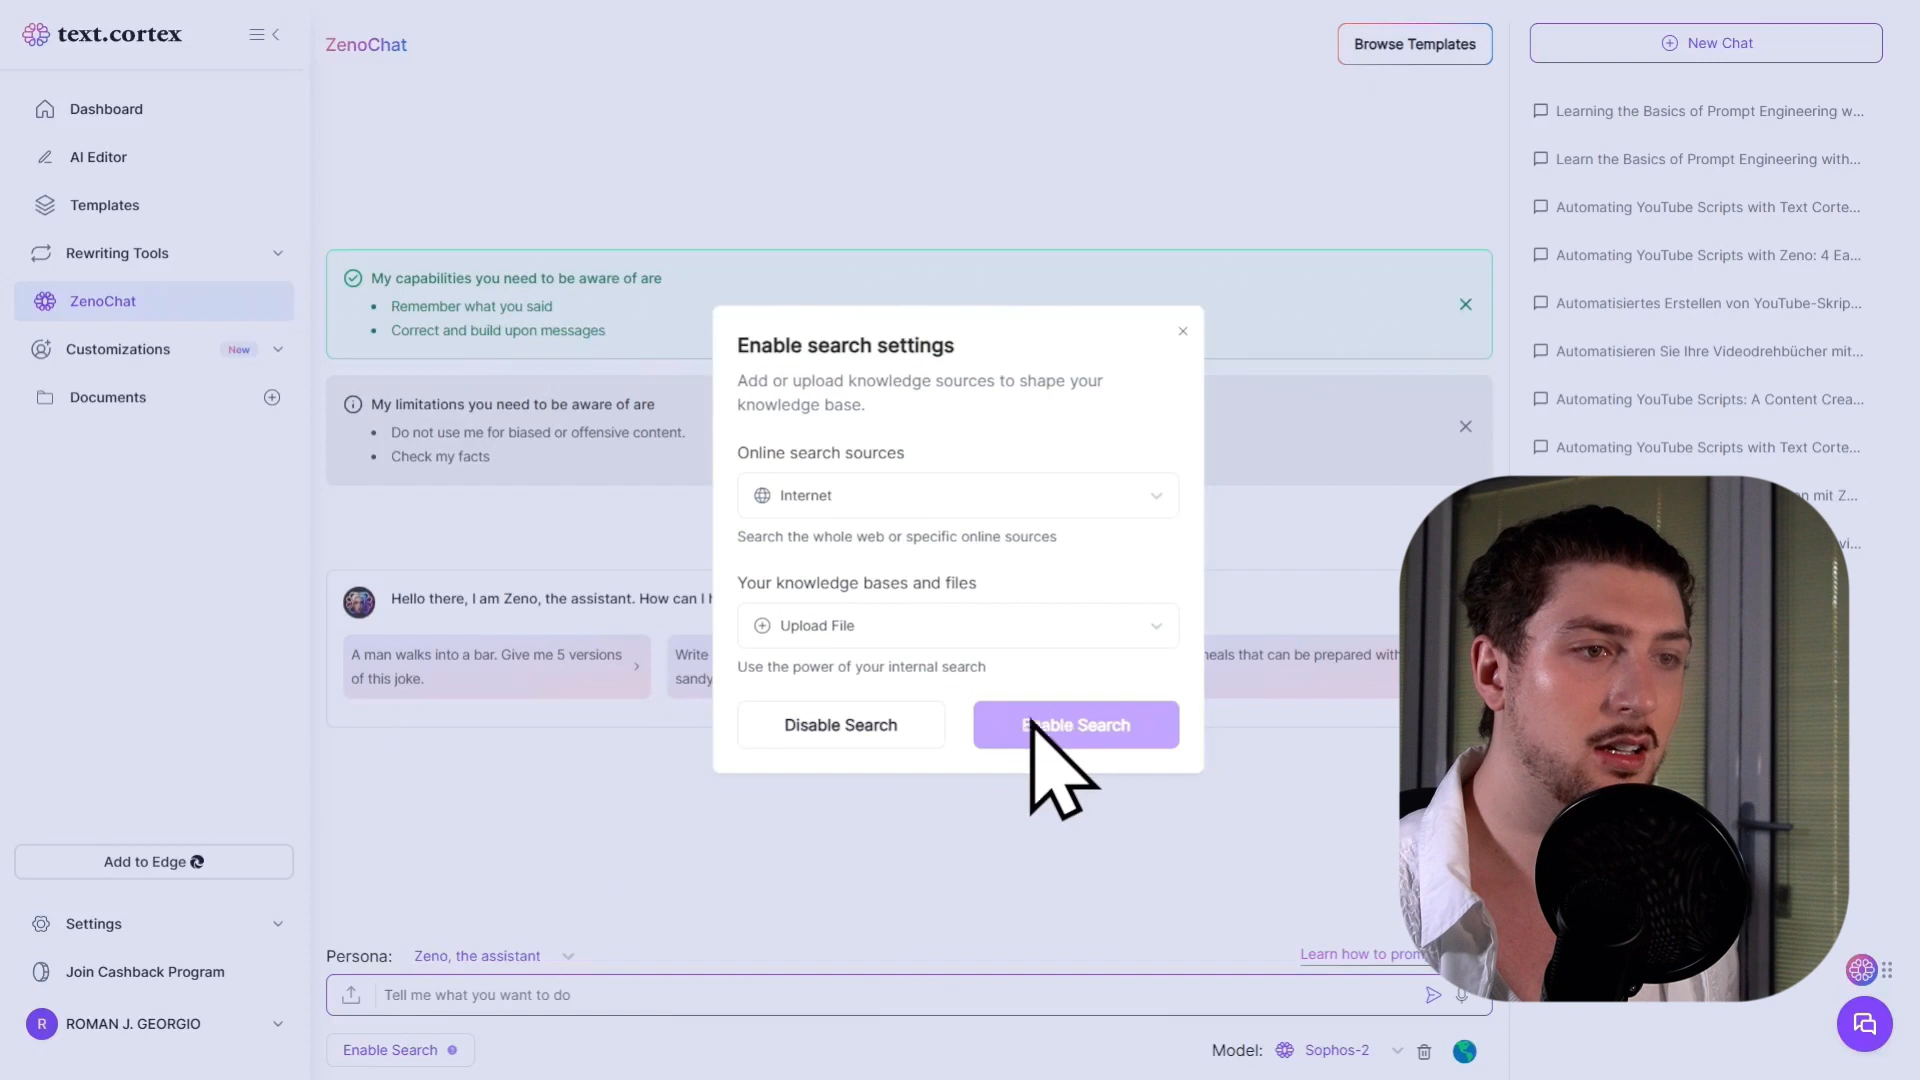 text.cortex
Dashboard
AI Editor
Templates
Rewriting Tools
ZenoChat
Customizations New
Documents
Add to Edge
Settings
Join Cashback Program
R ROMAN J. GEORGIO
ZenoChat
Browse Templates
My capabilities you need to be aware of are
• Remember what you said
• Correct and build upon messages
My limitations you need to be aware of are
• Do not use me for biased or offensive content.
• Check my facts
Hello there, I am Zeno, the assistant. How can I
A man walks into a bar. Give me 5 versions
of this joke.
Write
sandy
that can be prepared with
Enable search settings
Add or upload knowledge sources to shape your
knowledge base.
Online search sources
Internet
Search the whole web or specific online sources
Your knowledge bases and files
Upload File
Use the power of your internal search
Disable Search
Enable Search
Persona: Zeno, the assistant
Learn how to
Tell me what you want to do
Enable Search
Model: Sophos-2
New Chat
Learning the Basics of Prompt Engineering w...
Learn the Basics of Prompt Engineering with...
Automating YouTube Scripts with Text Corte...
Automating YouTube Scripts with Zeno: 4 Ea...
Automatisiertes Erstellen von YouTube-Skrip...
Automatisieren Sie Ihre Videodrehbücher mit...
Automating YouTube Scripts: A Content Crea...
Automating YouTube Scripts with Text Corte...
mit Z...